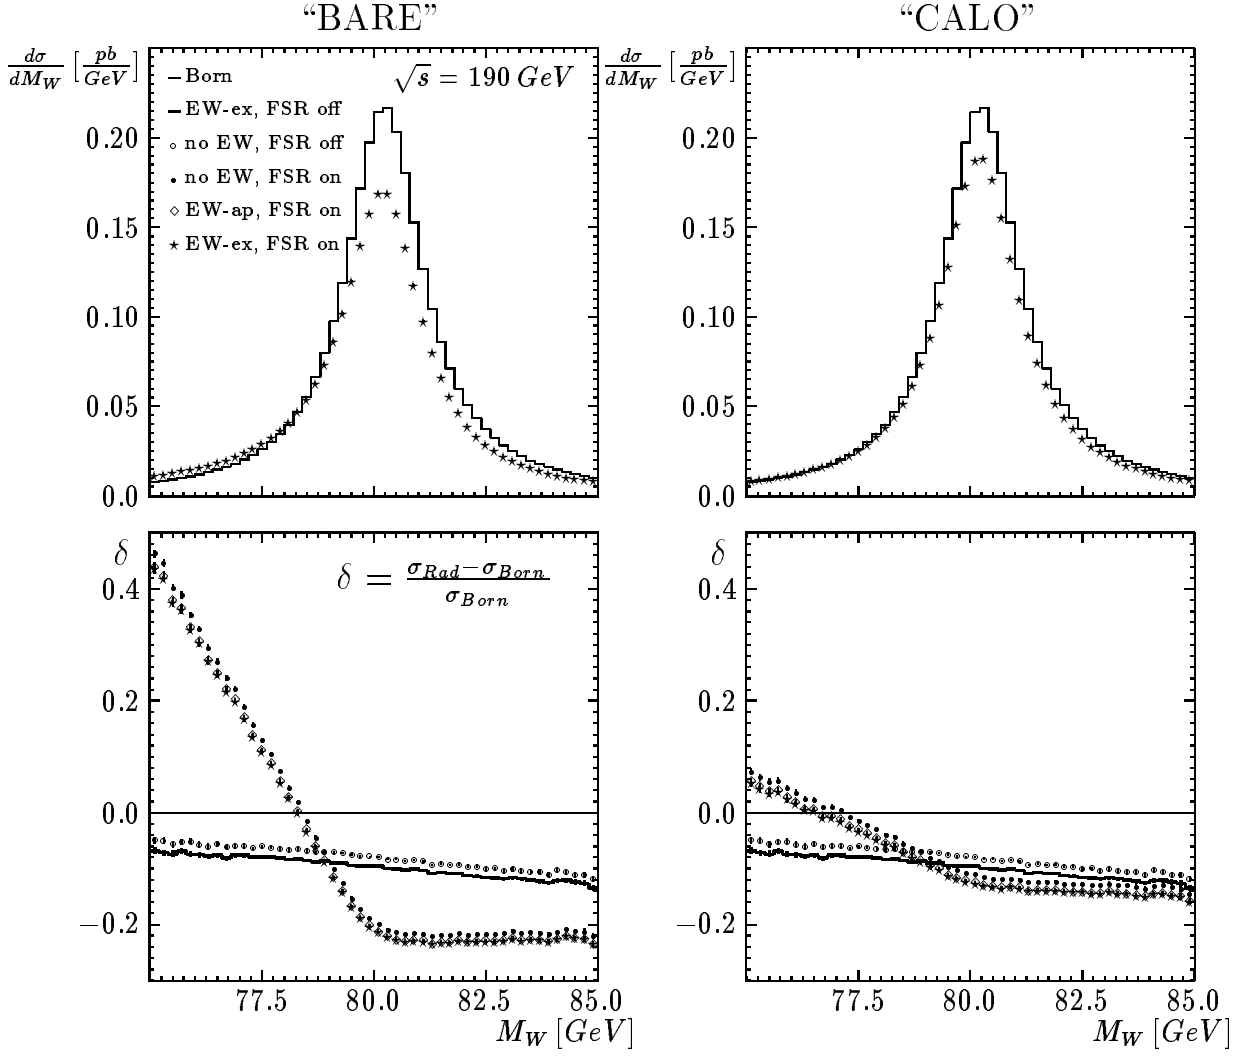 “BARE”
“CALO”
dσ/dM_W [pb/GeV]
dσ/dM_W [pb/GeV]
Born
√s = 190 GeV
EW-ex, FSR off
no EW, FSR off
no EW, FSR on
EW-ap, FSR on
EW-ex, FSR on
0.20
0.15
0.10
0.05
0.0
0.20
0.15
0.10
0.05
0.0
δ
δ = σ_Rad−σ_Born/σ_Born
0.4
0.2
0.0
−0.2
77.5 80.0 82.5 85.0
M_W [GeV]
δ
0.4
0.2
0.0
−0.2
77.5 80.0 82.5 85.0
M_W [GeV]